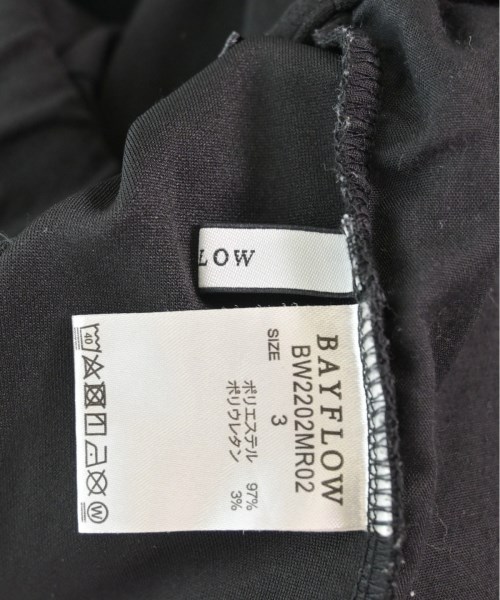 LOW
BAYFLOW
BW2202MR02
SIZE 3
ポリエステル 97%
ポリウレタン 3%
40
W